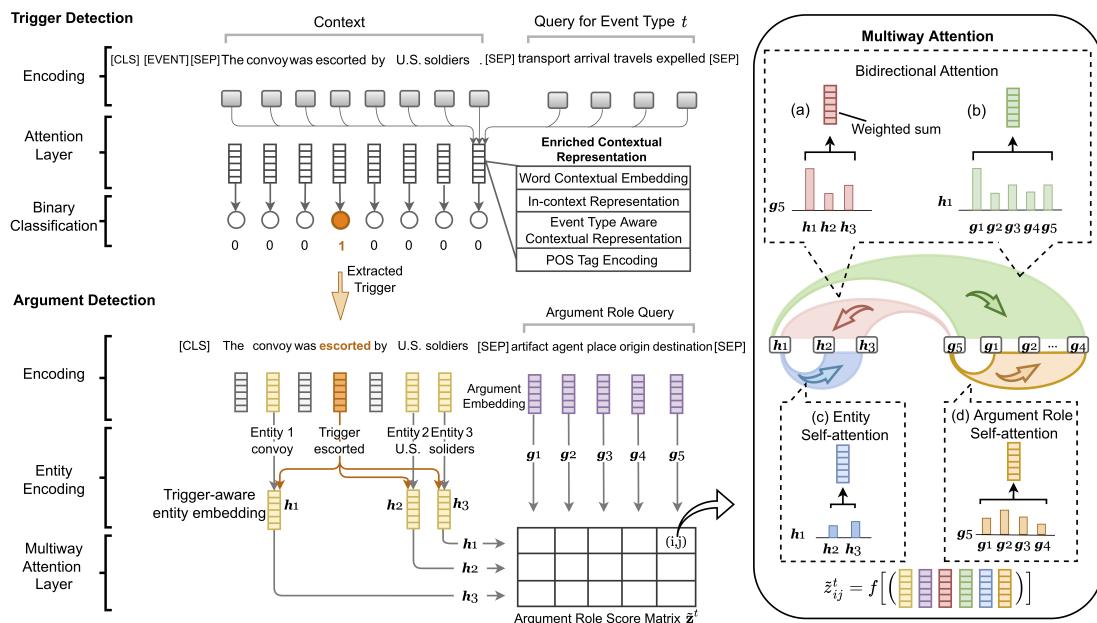 Trigger Detection
Context
Query for Event Type t
Encoding
[CLS] [EVENT] [SEP] The convoy was escorted by U.S. soldiers . [SEP] transport arrival travels expelled [SEP]
Attention
Layer
Enriched Contextual
Representation
Word Contextual Embedding
In-context Representation
Event Type Aware
Contextual Representation
POS Tag Encoding
Binary
Classification
0 0 0 1 0 0 0 0
Extracted
Trigger
Argument Detection
Argument Role Query
[CLS] The convoy was escorted by U.S. soldiers [SEP] artifact agent place origin destination [SEP]
Encoding
Argument
Embedding
Entity 1
convoy
Trigger
escorted
Entity 2
U.S.
Entity 3
soldiers
g1 g2 g3 g4 g5
Entity
Encoding
Trigger-aware
entity embedding
h1 h2 h3
Multiway
Attention
Layer
(i,j)
h1
h2
h3
Argument Role Score Matrix z̃ᵗ
Multiway Attention
Bidirectional Attention
(a)
(b)
Weighted sum
g5
h1 h2 h3
h1
g1 g2 g3 g4 g5
h1 h2 h3 g5 g1 g2 ... g4
(c) Entity
Self-attention
h1
h2 h3
(d) Argument Role
Self-attention
g5
g1 g2 g3 g4
z̃ᵗᵢⱼ = f[( )]